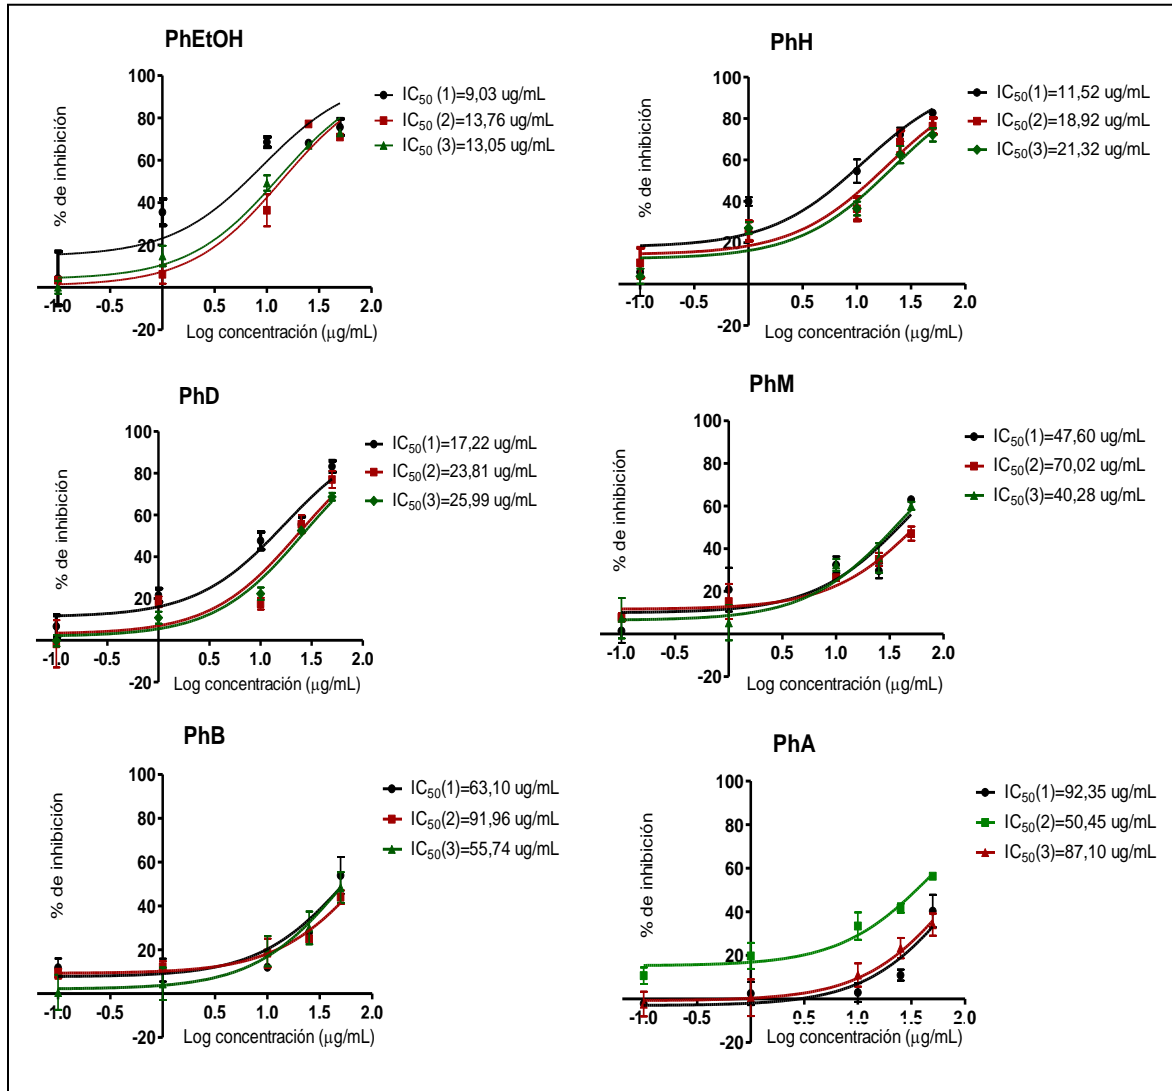 PhEtOH
% de inhibición
100
80
60
40
20
-20
-1.0 -0.5 0.5 1.0 1.5 2.0
Log concentración (µg/mL)
IC50 (1)=9,03 ug/mL
IC50 (2)=13,76 ug/mL
IC50 (3)=13,05 ug/mL
PhH
% de inhibición
100
80
60
40
20
-20
-1.0 -0.5 0.5 1.0 1.5 2.0
Log concentración (µg/mL)
IC50(1)=11,52 ug/mL
IC50(2)=18,92 ug/mL
IC50(3)=21,32 ug/mL
PhD
% de inhibición
100
80
60
40
20
-20
-1.0 -0.5 0.5 1.0 1.5 2.0
Log concentración (µg/mL)
IC50(1)=17,22 ug/mL
IC50(2)=23,81 ug/mL
IC50(3)=25,99 ug/mL
PhM
% de inhibición
100
80
60
40
20
-20
-1.0 -0.5 0.5 1.0 1.5 2.0
Log concentración (µg/mL)
IC50(1)=47,60 ug/mL
IC50(2)=70,02 ug/mL
IC50(3)=40,28 ug/mL
PhB
% de inhibición
100
80
60
40
20
-20
-1.0 -0.5 0.5 1.0 1.5 2.0
Log concentración (µg/mL)
IC50(1)=63,10 ug/mL
IC50(2)=91,96 ug/mL
IC50(3)=55,74 ug/mL
PhA
% de inhibición
100
80
60
40
20
-20
-1.0 -0.5 0.5 1.0 1.5 2.0
Log concentración (µg/mL)
IC50(1)=92,35 ug/mL
IC50(2)=50,45 ug/mL
IC50(3)=87,10 ug/mL